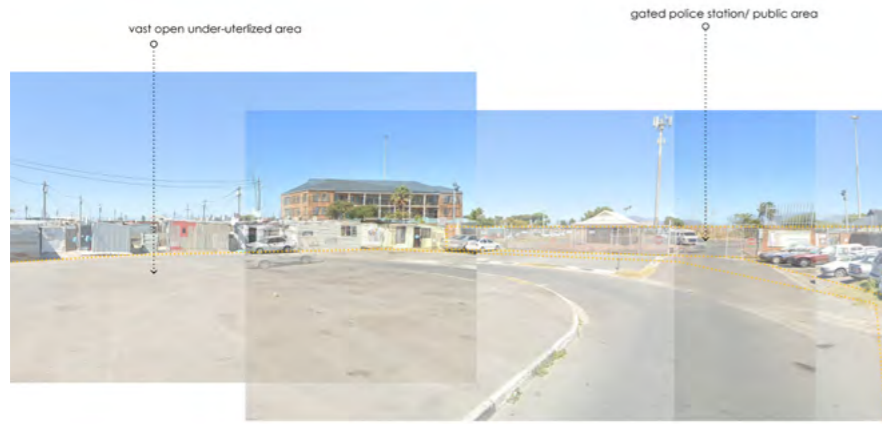 gated police station/ public area
vast open under-uterlized area